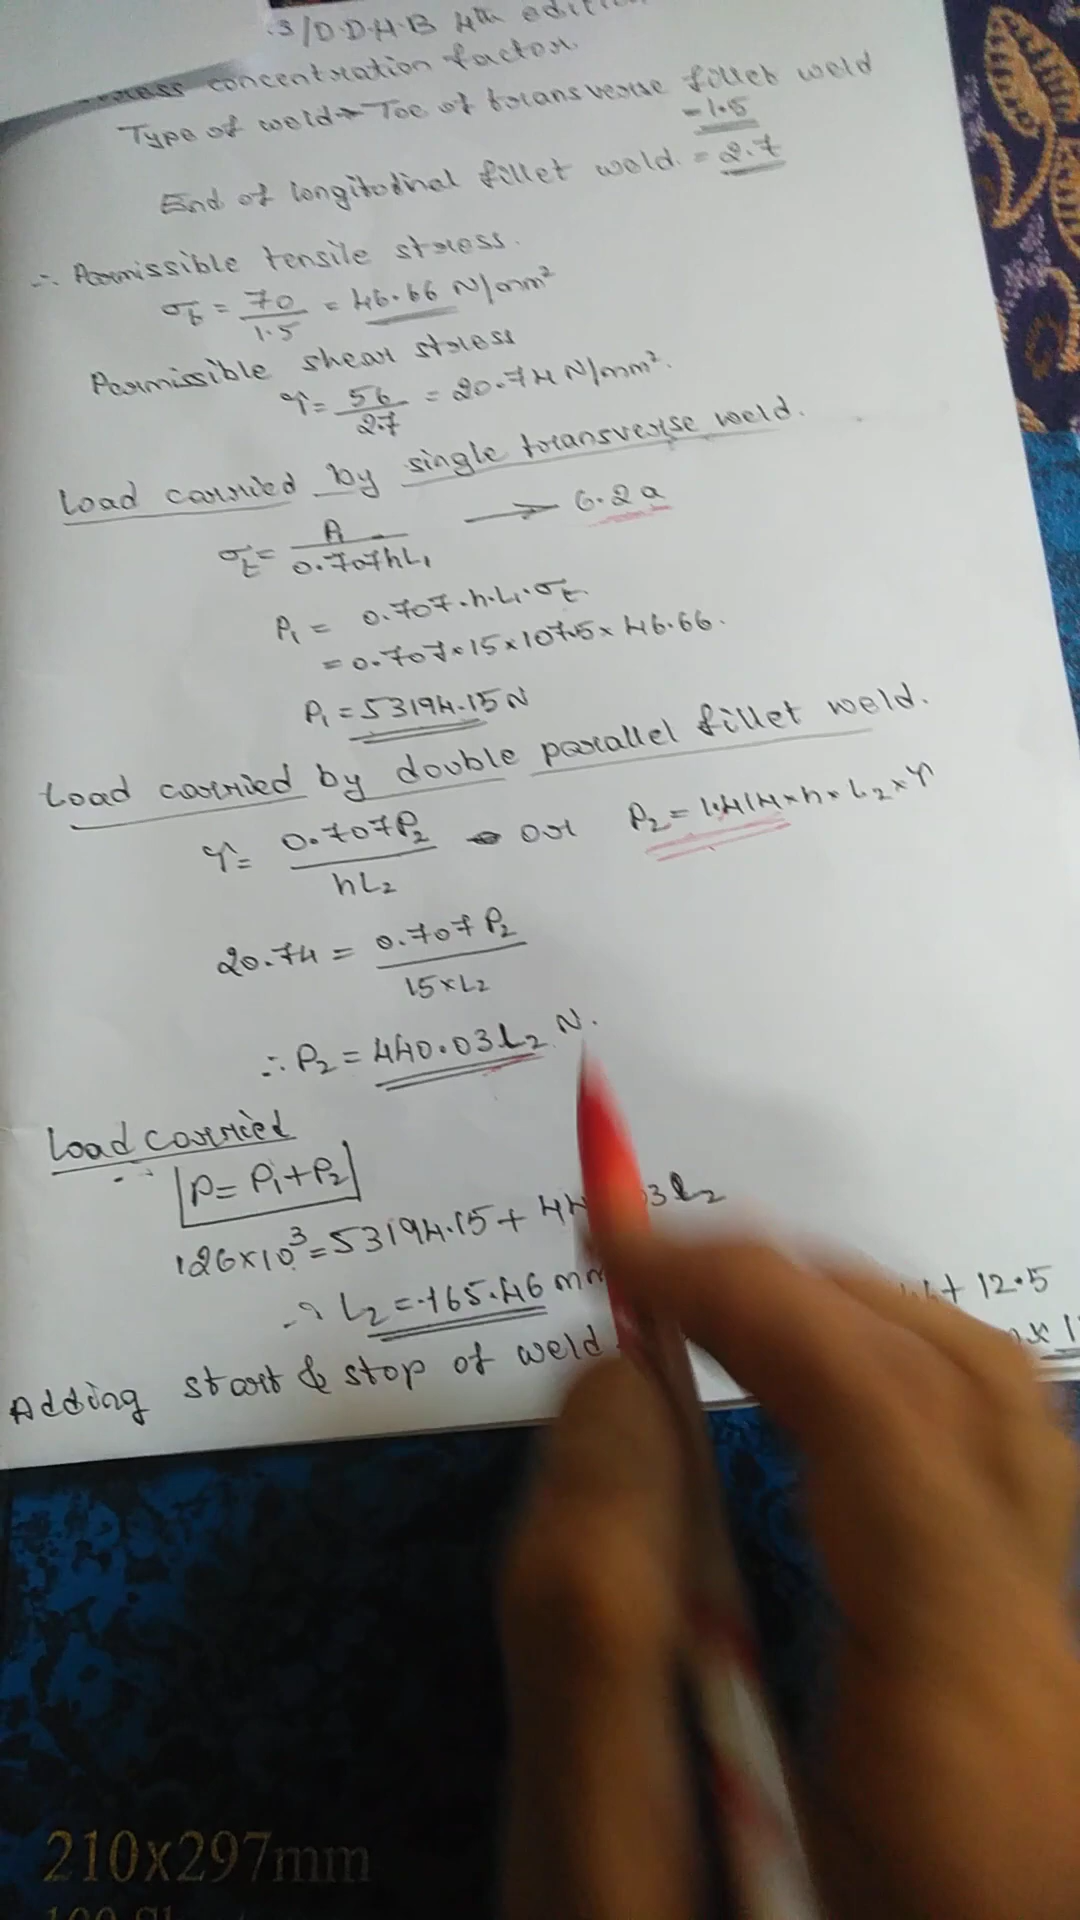 .3/D.D.H.B 4th edition
concentration factor.
Type of weld → Toe of transverse fillet weld
= 1.5
End of longitudinal fillet weld. = 2.7
∴ Permissible tensile stress.
σt = 70/1.5 = 46.66 N/mm²
Permissible shear stress
τ = 56/2.7 = 20.74 N/mm².
Load carried by single transverse weld.
σt = P1/0.707hL1 → 6.2a
P1 = 0.707.h.L1.σt.
= 0.707×15×107.5×46.66.
P1 = 53194.15N
Load carried by double parallel fillet weld.
τ = 0.707P2/hL2 or P2 = 1.414×h×L2×τ
20.74 = 0.707P2/15×L2
∴ P2 = 440.03L2 N.
Load carried
P = P1+P2
126×10³ = 53194.15 + 44 03L2
∴ L2 = 165.46 mm
+ 12.5
Adding start & stop of weld
210x297mm